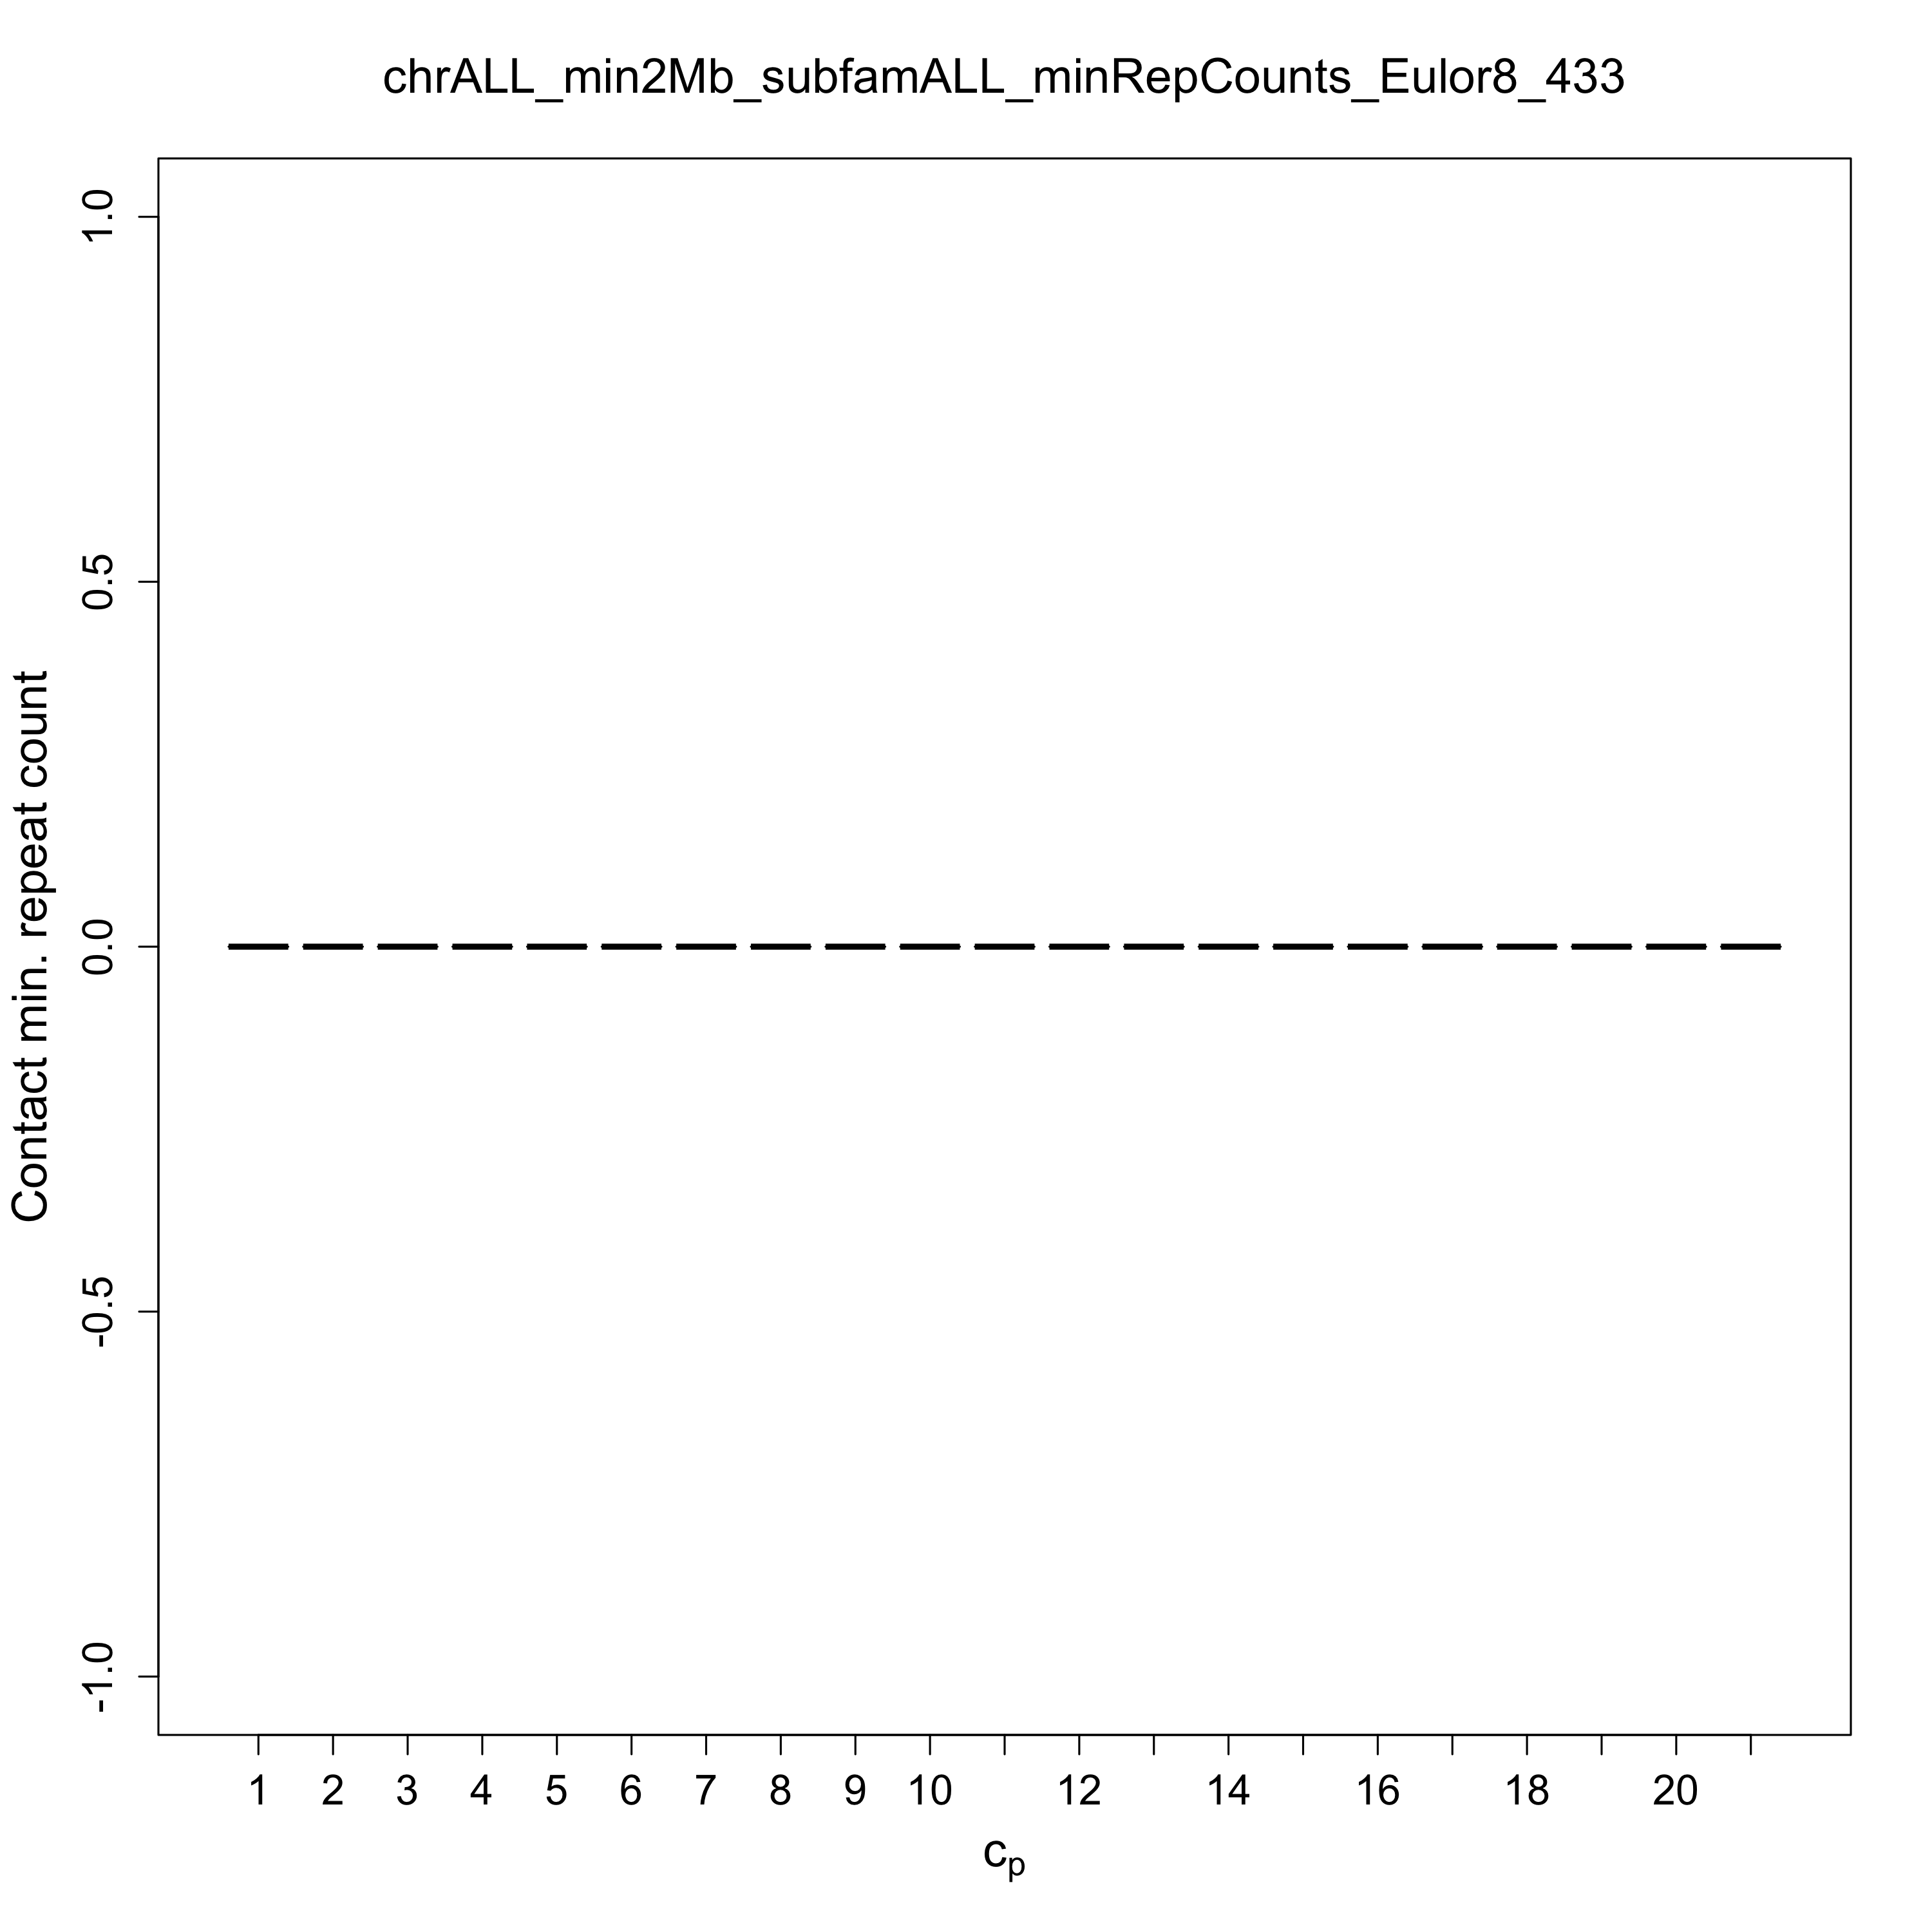 chrALL_min2Mb_subfamALL_minRepCounts_Eulor8_433
Contact min. repeat count
1.0
0.5
0.0
-0.5
-1.0
1 2 3 4 5 6 7 8 9 10 12 14 16 18 20
cp